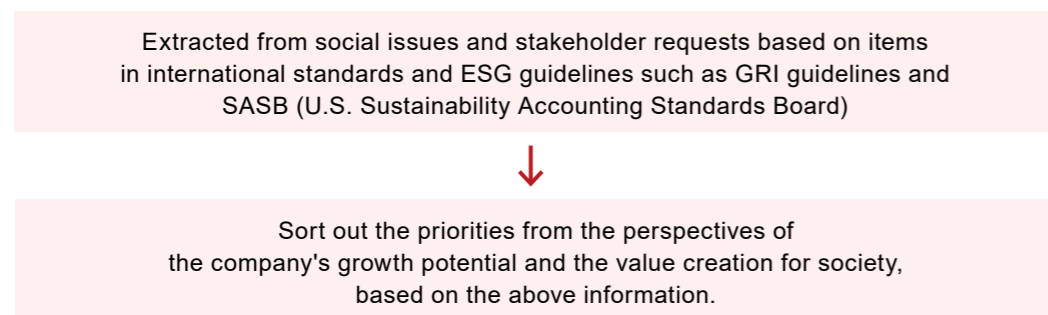 Extracted from social issues and stakeholder requests based on items
in international standards and ESG guidelines such as GRI guidelines and
SASB (U.S. Sustainability Accounting Standards Board)
Sort out the priorities from the perspectives of
the company's growth potential and the value creation for society,
based on the above information.